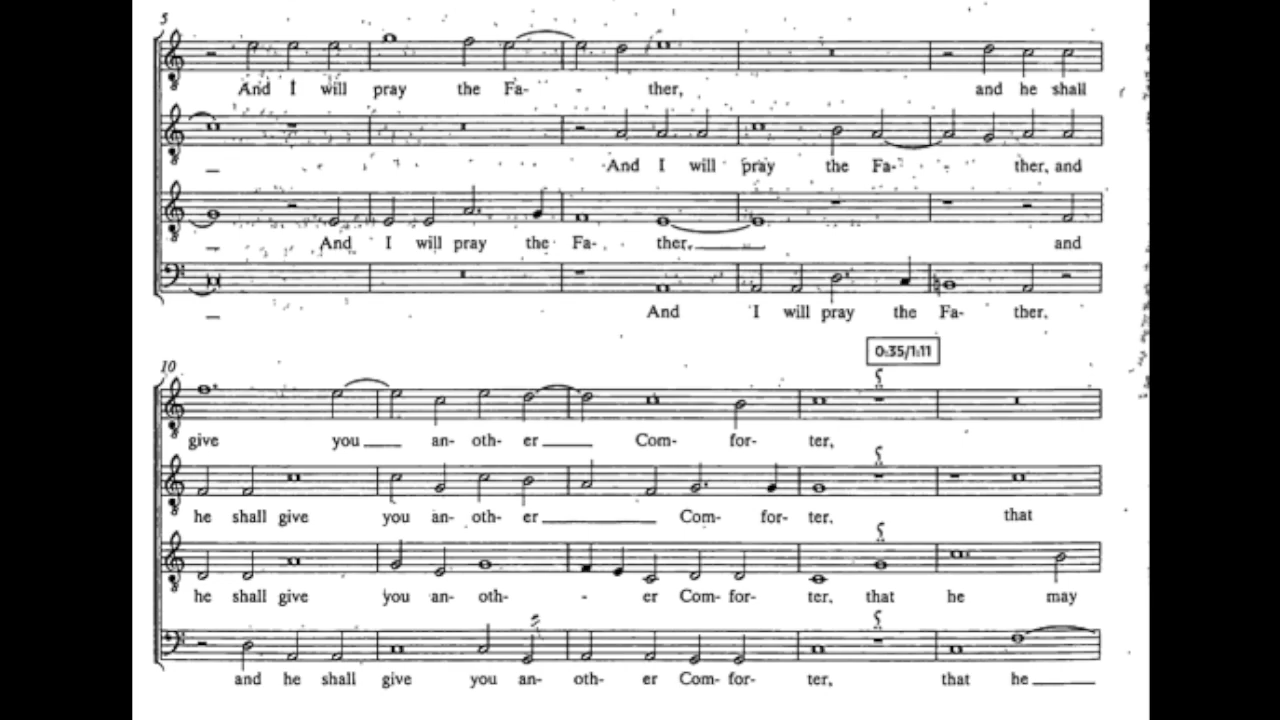 5
And I will pray the Fa- - ther, and he shall
And I will pray the Fa- ther, and
And I will pray the Fa- ther, and
And I will pray the Fa- ther,
0:35/1:11
10
give you an- oth- er Com- for- ter,
he shall give you an- oth- er Com- for- ter, that
he shall give you an- oth- - er Com- for- ter, that he may
and he shall give you an- oth- er Com- for- ter, that he